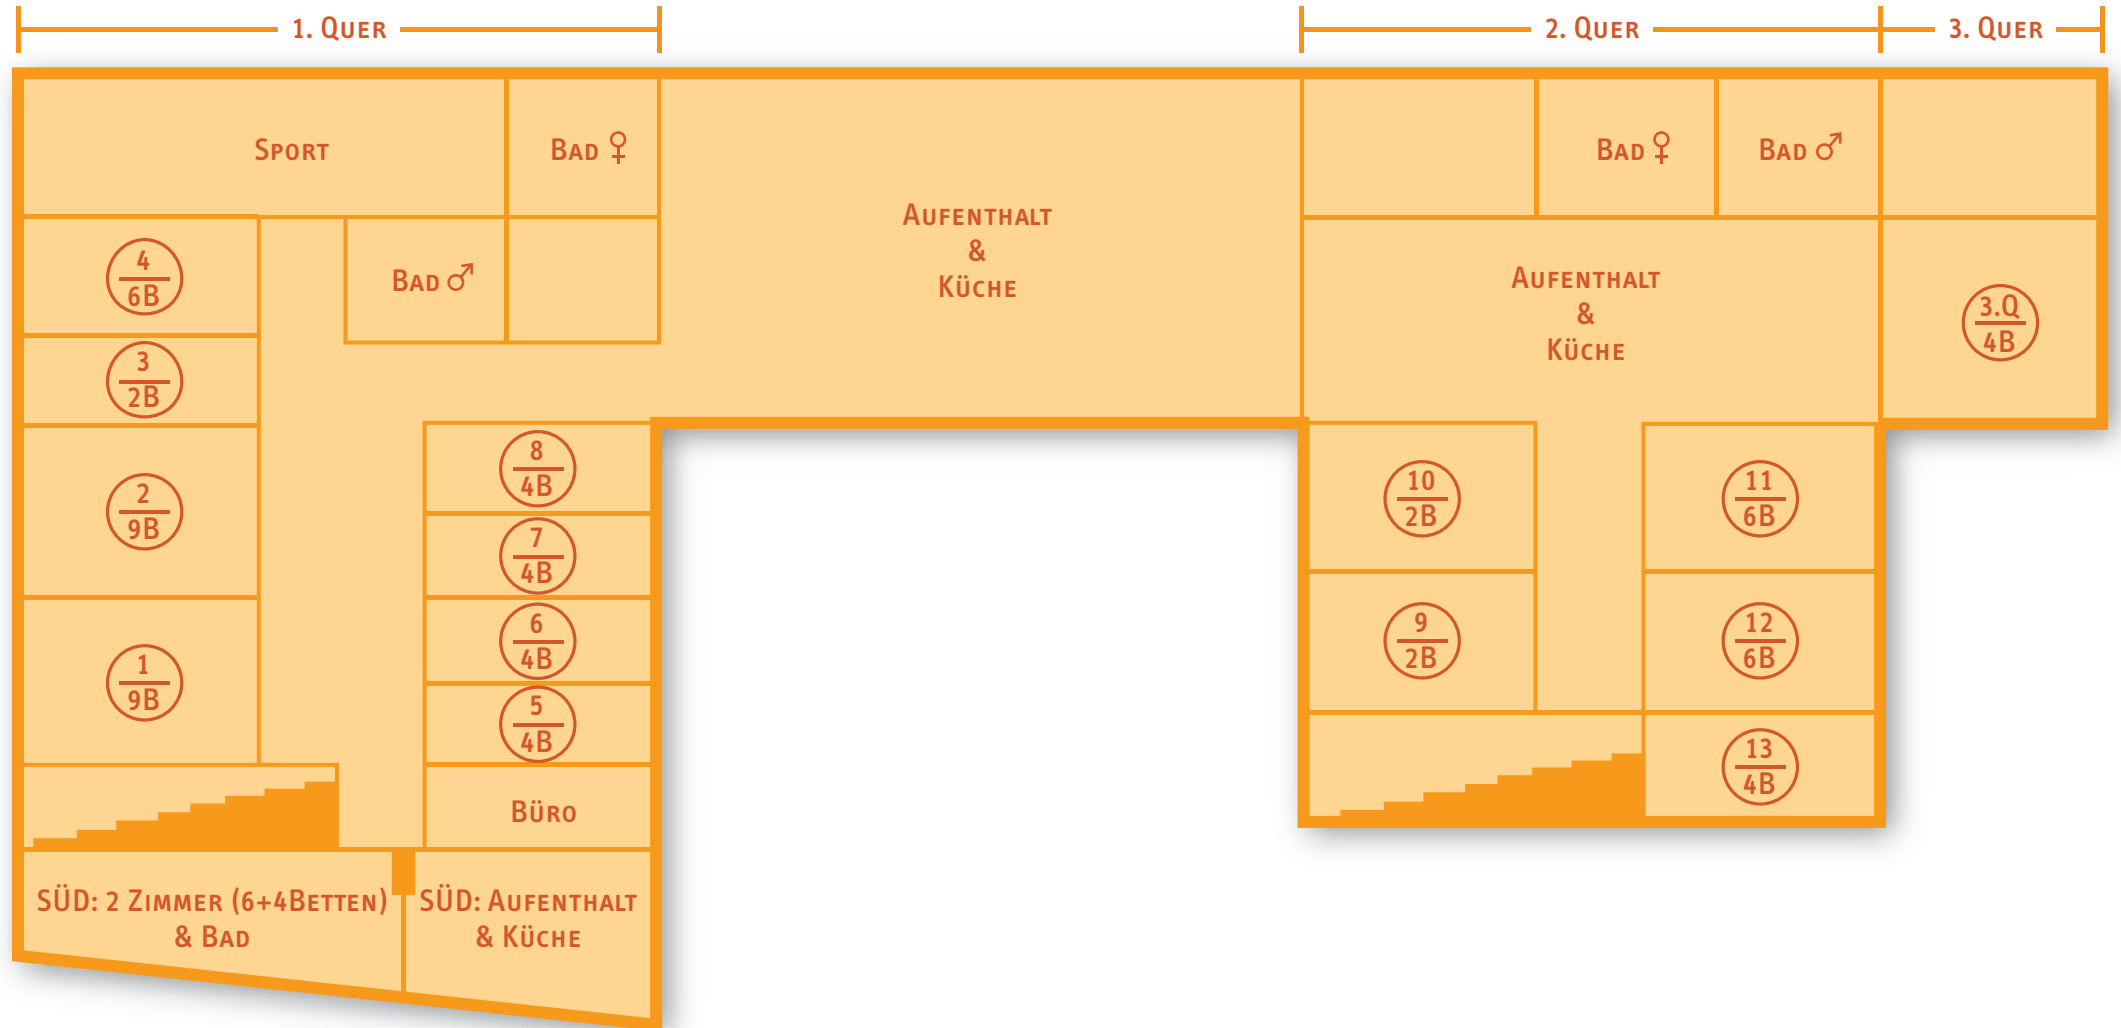 1. Quer
2. Quer
3. Quer
Sport
Bad ♀
Bad ♂
Aufenthalt
&
Küche
Bad ♀
Bad ♂
Aufenthalt
&
Küche
4
6B
3
2B
2
9B
1
9B
8
4B
7
4B
6
4B
5
4B
Büro
SÜD: 2 Zimmer (6+4Betten)
& Bad
SÜD: Aufenthalt
& Küche
10
2B
9
2B
11
6B
12
6B
13
4B
3.Q
4B